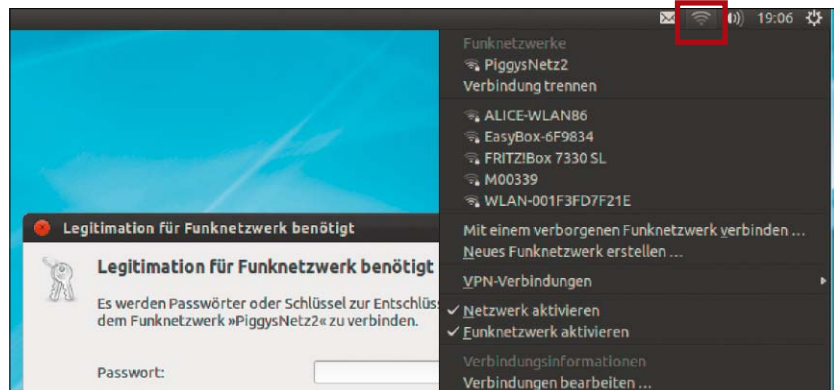 19:06
Funknetzwerke
PiggysNetz2
Verbindung trennen
ALICE-WLAN86
EasyBox-6F9834
FRITZ!Box 7330 SL
M00339
WLAN-001F3FD7F21E
Mit einem verborgenen Funknetzwerk verbinden ...
Neues Funknetzwerk erstellen ...
VPN-Verbindungen
Netzwerk aktivieren
Funknetzwerk aktivieren
Verbindungsinformationen
Verbindungen bearbeiten ...
Legitimation für Funknetzwerk benötigt
Legitimation für Funknetzwerk benötigt
Es werden Passwörter oder Schlüssel zur Entschlüs
dem Funknetzwerk »PiggysNetz2« zu verbinden.
Passwort: